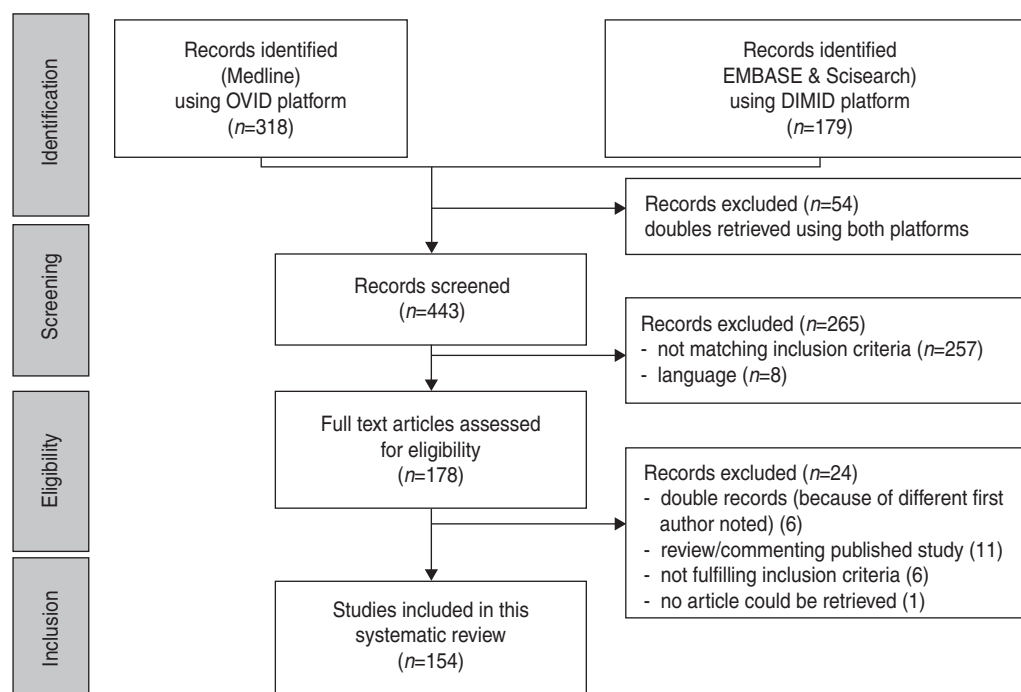 Identification
Records identified
(Medline)
using OVID platform
(n=318)
Records identified
EMBASE & Scisearch)
using DIMID platform
(n=179)
Records excluded (n=54)
doubles retrieved using both platforms
Screening
Records screened
(n=443)
Records excluded (n=265)
- not matching inclusion criteria (n=257)
- language (n=8)
Eligibility
Full text articles assessed
for eligibility
(n=178)
Records excluded (n=24)
- double records (because of different first
author noted) (6)
- review/commenting published study (11)
- not fulfilling inclusion criteria (6)
- no article could be retrieved (1)
Inclusion
Studies included in this
systematic review
(n=154)